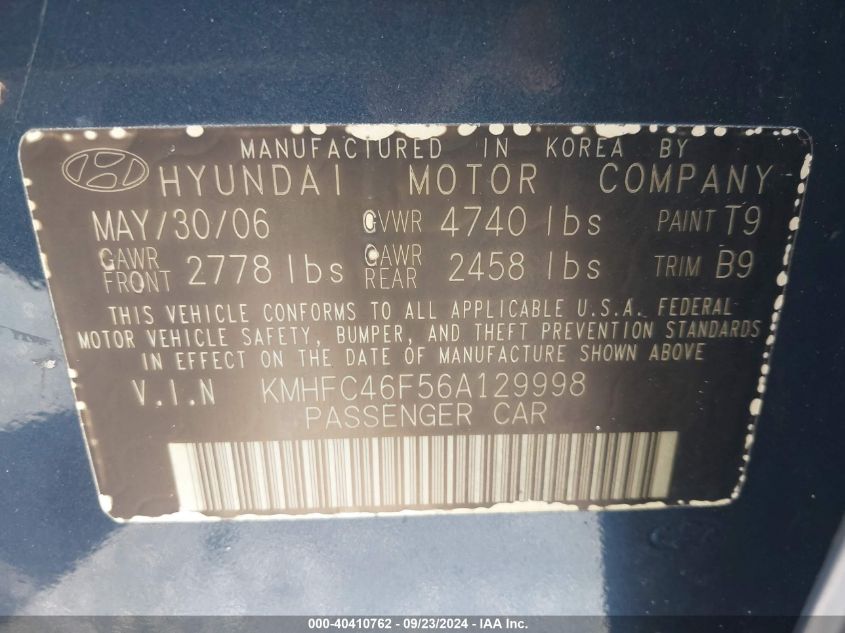 MANUFACTURED IN KOREA BY
HYUNDAI MOTOR COMPANY
MAY/30/06 GVWR 4740 lbs PAINT T9
GAWR FRONT 2778 lbs GAWR REAR 2458 lbs TRIM B9
THIS VEHICLE CONFORMS TO ALL APPLICABLE U.S.A. FEDERAL
MOTOR VEHICLE SAFETY, BUMPER, AND THEFT PREVENTION STANDARDS
IN EFFECT ON THE DATE OF MANUFACTURE SHOWN ABOVE
V.I.N KMHFC46F56A129998
PASSENGER CAR
000-40410762 - 09/23/2024 - IAA Inc.